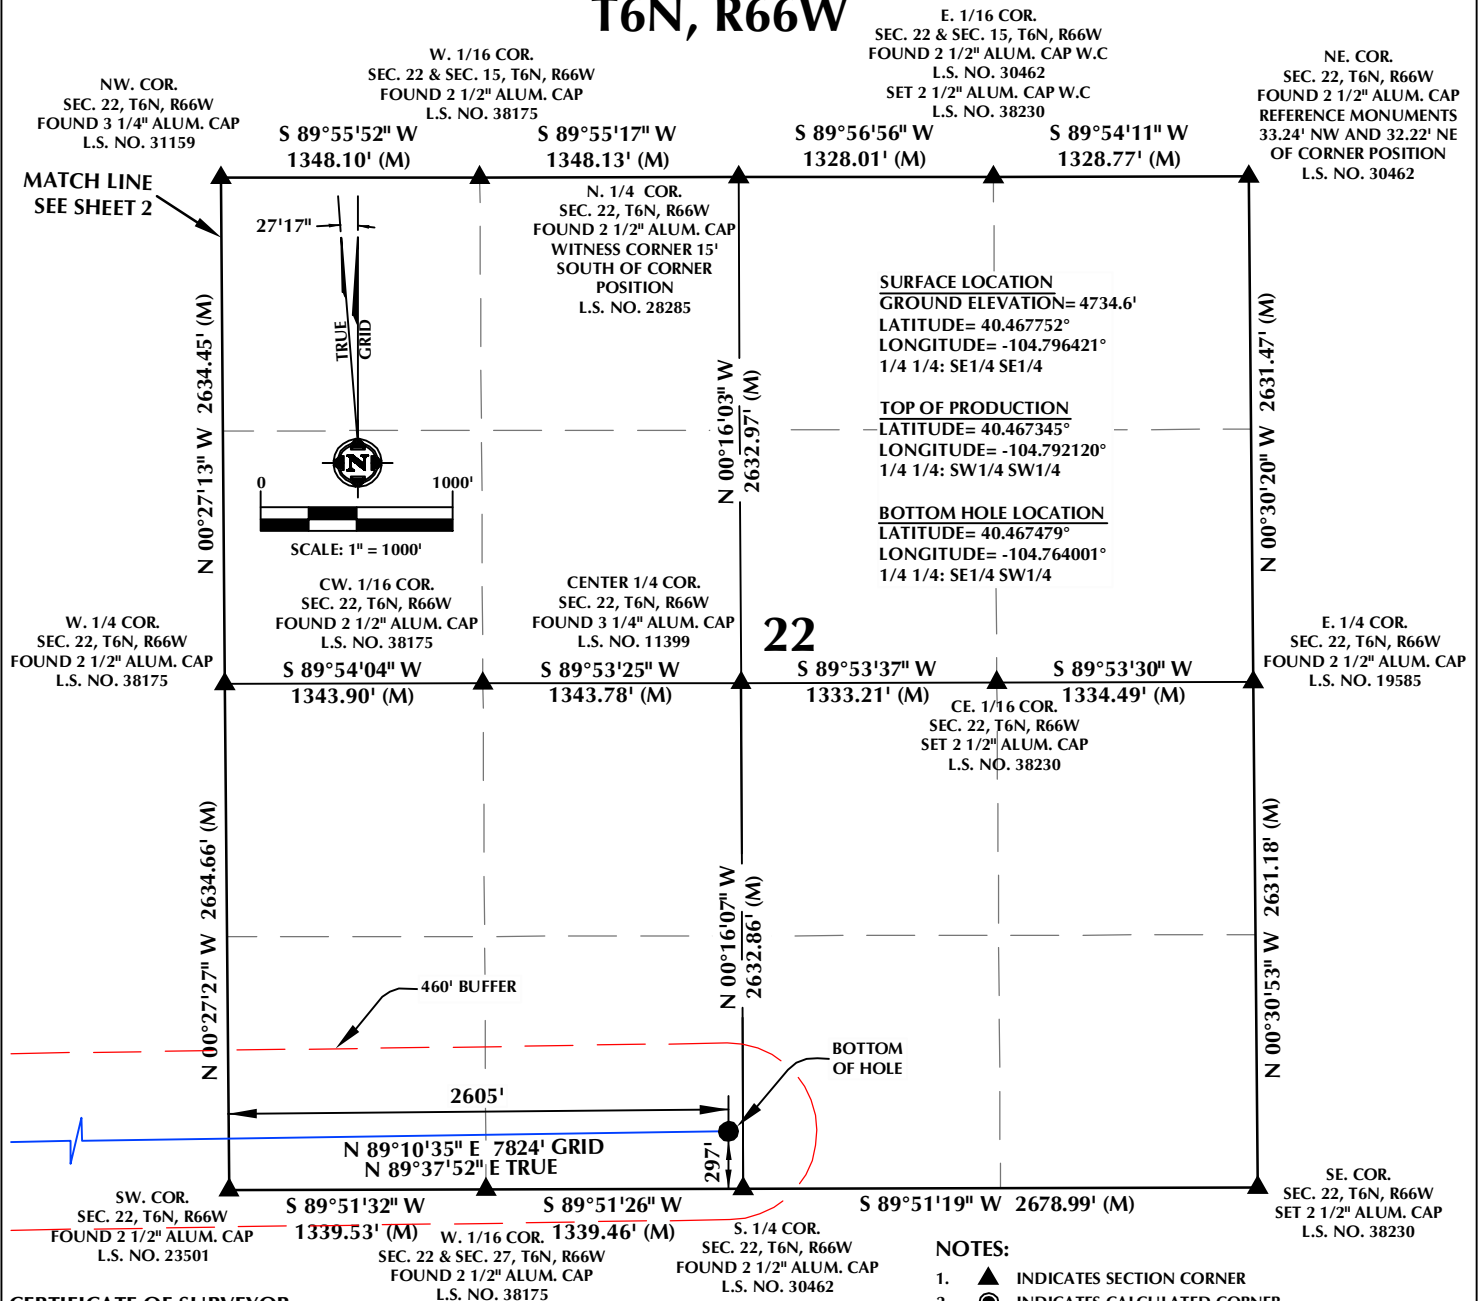 T6N, R66W
NW. COR.
SEC. 22, T6N, R66W
FOUND 3 1/4" ALUM. CAP
L.S. NO. 31159
W. 1/16 COR.
SEC. 22 & SEC. 15, T6N, R66W
FOUND 2 1/2" ALUM. CAP
L.S. NO. 38175
E. 1/16 COR.
SEC. 22 & SEC. 15, T6N, R66W
FOUND 2 1/2" ALUM. CAP W.C
L.S. NO. 30462
SET 2 1/2" ALUM. CAP W.C
L.S. NO. 38230
NE. COR.
SEC. 22, T6N, R66W
FOUND 2 1/2" ALUM. CAP
REFERENCE MONUMENTS
33.24' NW AND 32.22' NE
OF CORNER POSITION
L.S. NO. 30462
S 89°55'52" W
1348.10' (M)
S 89°55'17" W
1348.13' (M)
S 89°56'56" W
1328.01' (M)
S 89°54'11" W
1328.77' (M)
MATCH LINE
SEE SHEET 2
27'17"
TRUE
GRID
N
0 1000'
SCALE: 1" = 1000'
N. 1/4 COR.
SEC. 22, T6N, R66W
FOUND 2 1/2" ALUM. CAP
WITNESS CORNER 15'
SOUTH OF CORNER
POSITION
L.S. NO. 28285
SURFACE LOCATION
GROUND ELEVATION= 4734.6'
LATITUDE= 40.467752°
LONGITUDE= -104.796421°
1/4 1/4: SE1/4 SE1/4
TOP OF PRODUCTION
LATITUDE= 40.467345°
LONGITUDE= -104.792120°
1/4 1/4: SW1/4 SW1/4
BOTTOM HOLE LOCATION
LATITUDE= 40.467479°
LONGITUDE= -104.764001°
1/4 1/4: SE1/4 SW1/4
N 00°27'13" W 2634.45' (M)
N 00°16'03" W
2632.97' (M)
N 00°30'20" W 2631.47' (M)
W. 1/4 COR.
SEC. 22, T6N, R66W
FOUND 2 1/2" ALUM. CAP
L.S. NO. 38175
CW. 1/16 COR.
SEC. 22, T6N, R66W
FOUND 2 1/2" ALUM. CAP
L.S. NO. 38175
CENTER 1/4 COR.
SEC. 22, T6N, R66W
FOUND 3 1/4" ALUM. CAP
L.S. NO. 11399
22
E. 1/4 COR.
SEC. 22, T6N, R66W
FOUND 2 1/2" ALUM. CAP
L.S. NO. 19585
S 89°54'04" W
1343.90' (M)
S 89°53'25" W
1343.78' (M)
S 89°53'37" W
1333.21' (M)
S 89°53'30" W
1334.49' (M)
CE. 1/16 COR.
SEC. 22, T6N, R66W
SET 2 1/2" ALUM. CAP
L.S. NO. 38230
N 00°27'27" W 2634.66' (M)
N 00°16'07" W
2632.86' (M)
N 00°30'53" W 2631.18' (M)
460' BUFFER
BOTTOM
OF HOLE
2605'
N 89°10'35" E 7824' GRID
N 89°37'52" E TRUE
297'
SW. COR.
SEC. 22, T6N, R66W
FOUND 2 1/2" ALUM. CAP
L.S. NO. 23501
S 89°51'32" W
1339.53' (M)
S 89°51'26" W
1339.46' (M)
S 89°51'19" W 2678.99' (M)
W. 1/16 COR.
SEC. 22 & SEC. 27, T6N, R66W
FOUND 2 1/2" ALUM. CAP
L.S. NO. 38175
S. 1/4 COR.
SEC. 22, T6N, R66W
FOUND 2 1/2" ALUM. CAP
L.S. NO. 30462
SE. COR.
SEC. 22, T6N, R66W
SET 2 1/2" ALUM. CAP
L.S. NO. 38230
NOTES:
1. INDICATES SECTION CORNER
2. INDICATES CALCULATED CORNER
CERTIFICATE OF SURVEYOR